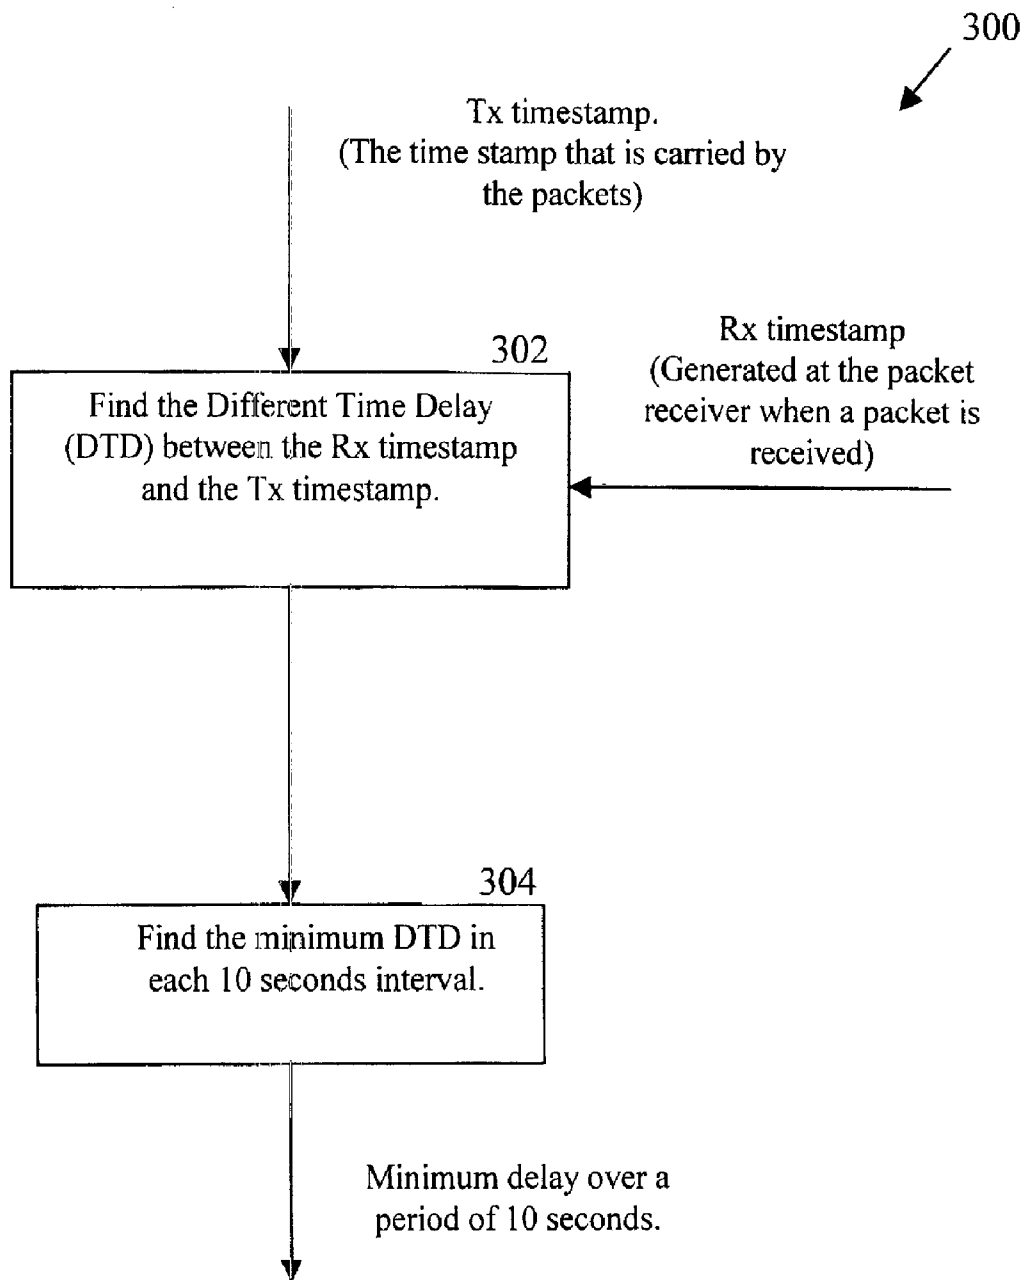 300
Tx timestamp.
(The time stamp that is carried by
the packets)
Rx timestamp
(Generated at the packet
receiver when a packet is
received)
302
Find the Different Time Delay
(DTD) between the Rx timestamp
and the Tx timestamp.
304
Find the minimum DTD in
each 10 seconds interval.
Minimum delay over a
period of 10 seconds.